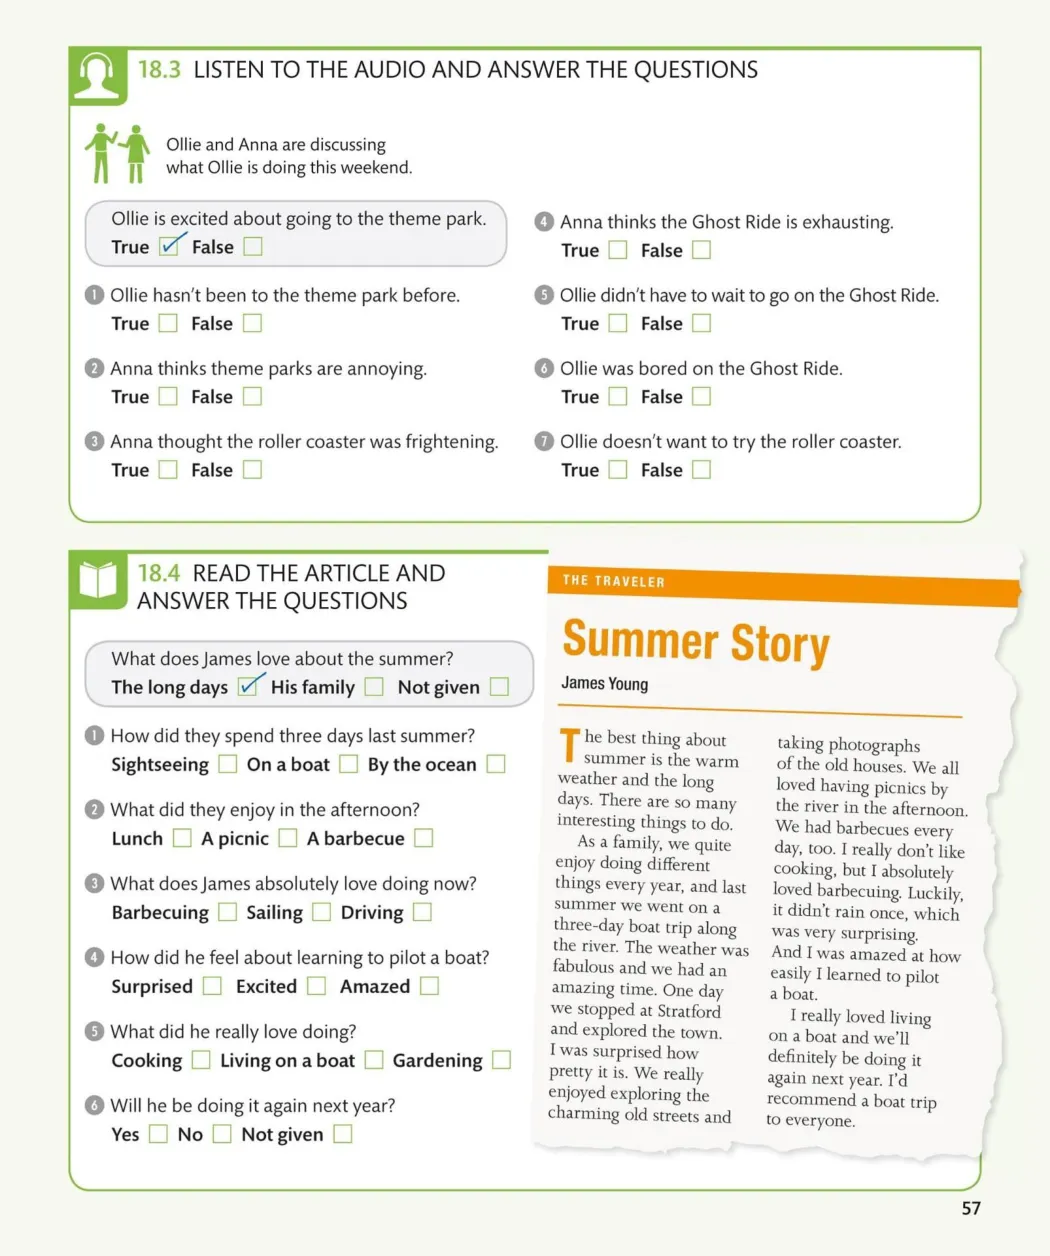 18.3 LISTEN TO THE AUDIO AND ANSWER THE QUESTIONS
Ollie and Anna are discussing
what Ollie is doing this weekend.
Ollie is excited about going to the theme park.
True False
1 Ollie hasn't been to the theme park before.
True False
2 Anna thinks theme parks are annoying.
True False
3 Anna thought the roller coaster was frightening.
True False
4 Anna thinks the Ghost Ride is exhausting.
True False
5 Ollie didn't have to wait to go on the Ghost Ride.
True False
6 Ollie was bored on the Ghost Ride.
True False
7 Ollie doesn't want to try the roller coaster.
True False
18.4 READ THE ARTICLE AND
ANSWER THE QUESTIONS
What does James love about the summer?
The long days His family Not given
1 How did they spend three days last summer?
Sightseeing On a boat By the ocean
2 What did they enjoy in the afternoon?
Lunch A picnic A barbecue
3 What does James absolutely love doing now?
Barbecuing Sailing Driving
4 How did he feel about learning to pilot a boat?
Surprised Excited Amazed
5 What did he really love doing?
Cooking Living on a boat Gardening
6 Will he be doing it again next year?
Yes No Not given
THE TRAVELER
Summer Story
James Young
The best thing about
summer is the warm
weather and the long
days. There are so many
interesting things to do.
As a family, we quite
enjoy doing different
things every year, and last
summer we went on a
three-day boat trip along
the river. The weather was
fabulous and we had an
amazing time. One day
we stopped at Stratford
and explored the town.
I was surprised how
pretty it is. We really
enjoyed exploring the
charming old streets and
taking photographs
of the old houses. We all
loved having picnics by
the river in the afternoon.
We had barbecues every
day, too. I really don't like
cooking, but I absolutely
loved barbecuing. Luckily,
it didn't rain once, which
was very surprising.
And I was amazed at how
easily I learned to pilot
a boat.
I really loved living
on a boat and we'll
definitely be doing it
again next year. I'd
recommend a boat trip
to everyone.
57